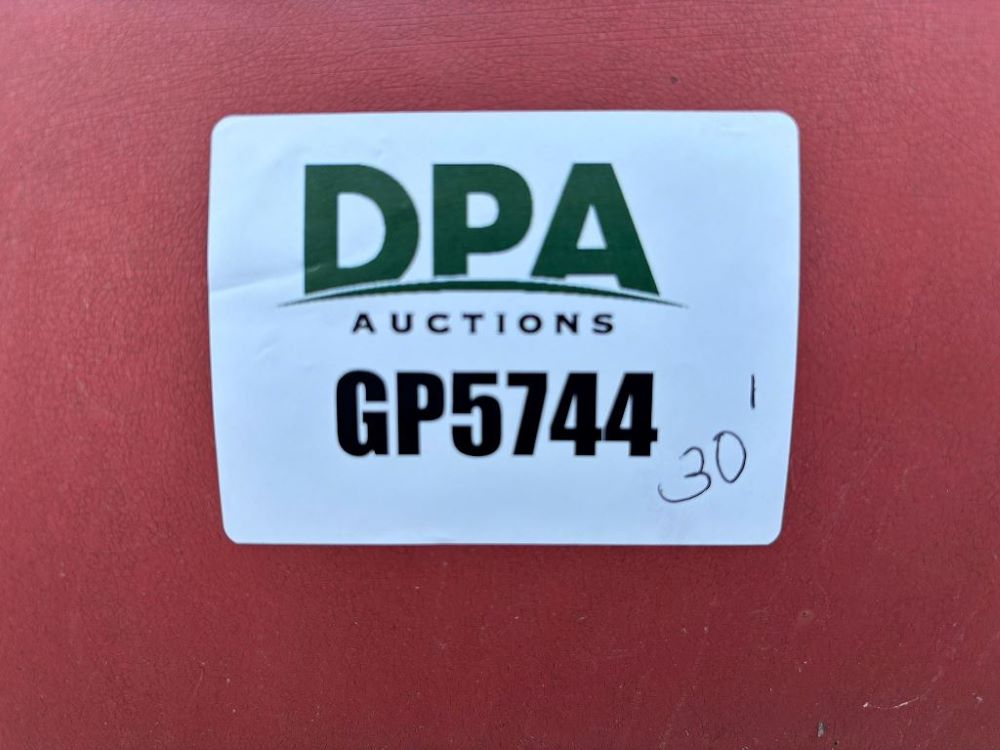 DPA
AUCTIONS
GP5744
30'